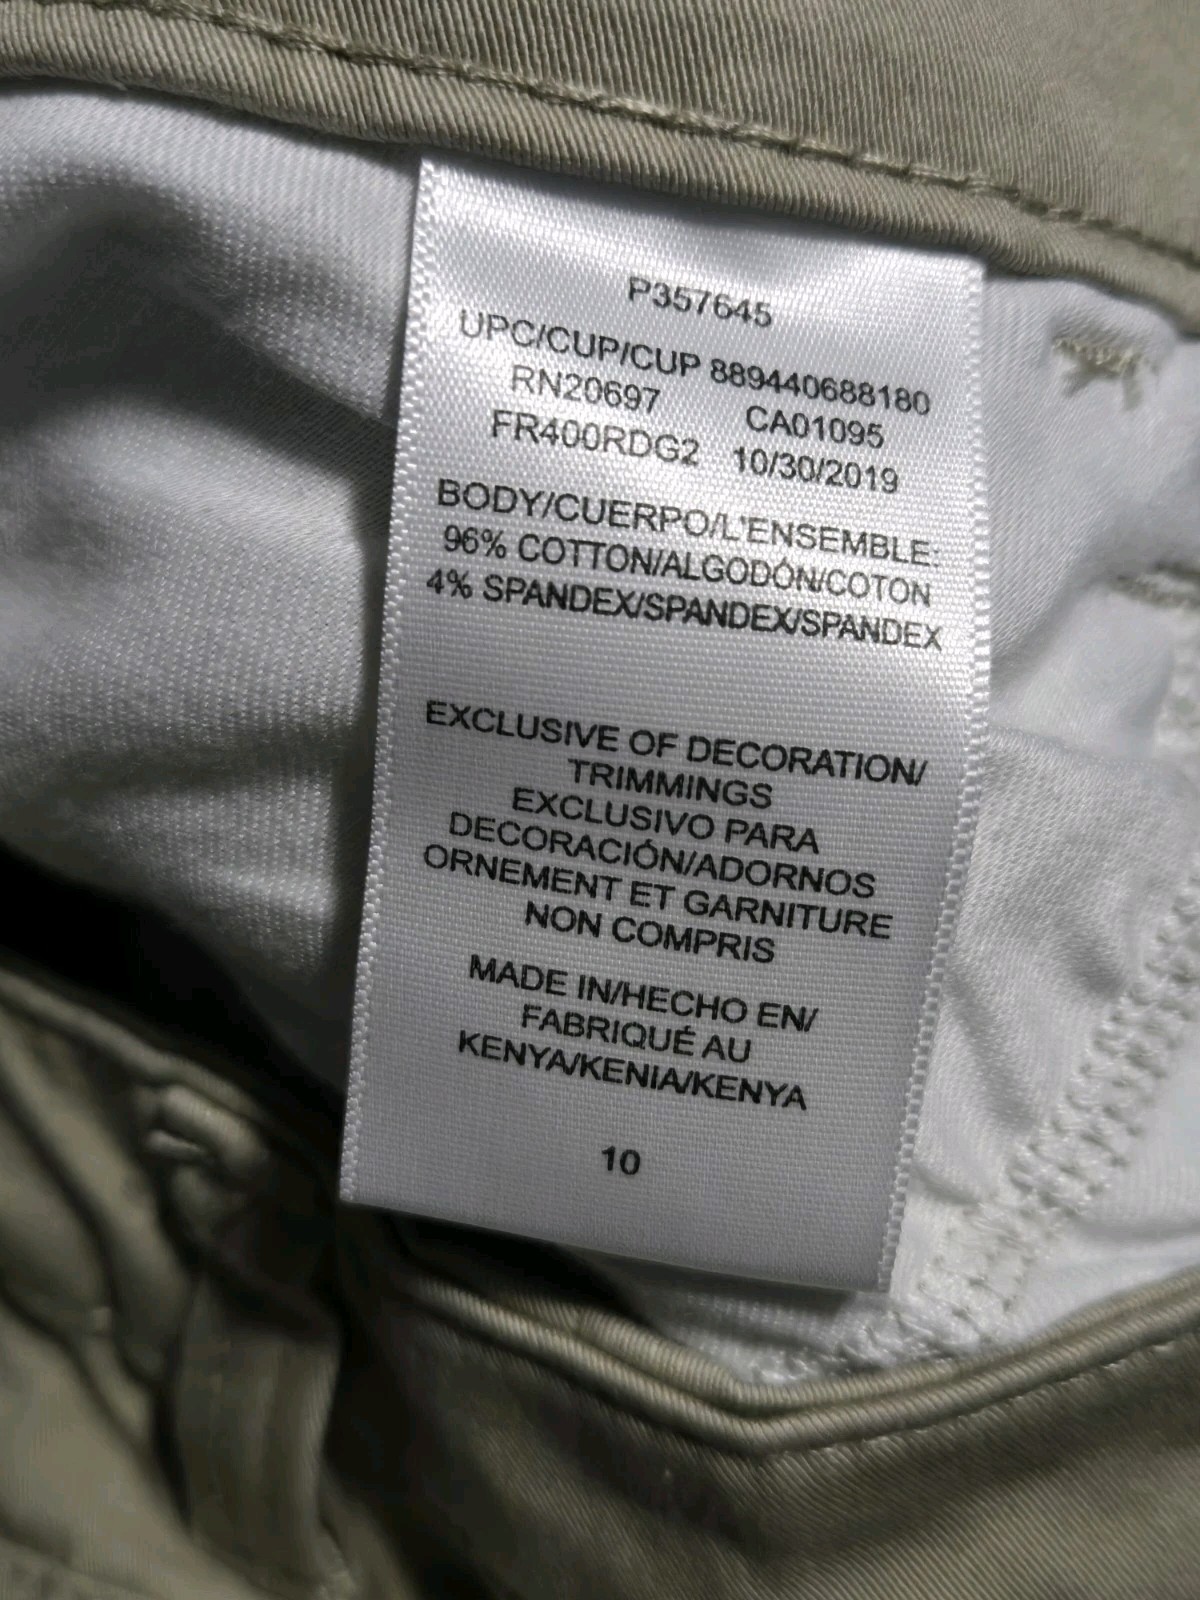 P357645
UPC/CUP/CUP 889440688180
RN20697 CA01095
FR400RDG2 10/30/2019
BODY/CUERPO/L'ENSEMBLE:
96% COTTON/ALGODÓN/COTON
4% SPANDEX/SPANDEX/SPANDEX
EXCLUSIVE OF DECORATION/
TRIMMINGS
EXCLUSIVO PARA
DECORACIÓN/ADORNOS
ORNEMENT ET GARNITURE
NON COMPRIS
MADE IN/HECHO EN/
FABRIQUÉ AU
KENYA/KENIA/KENYA
10